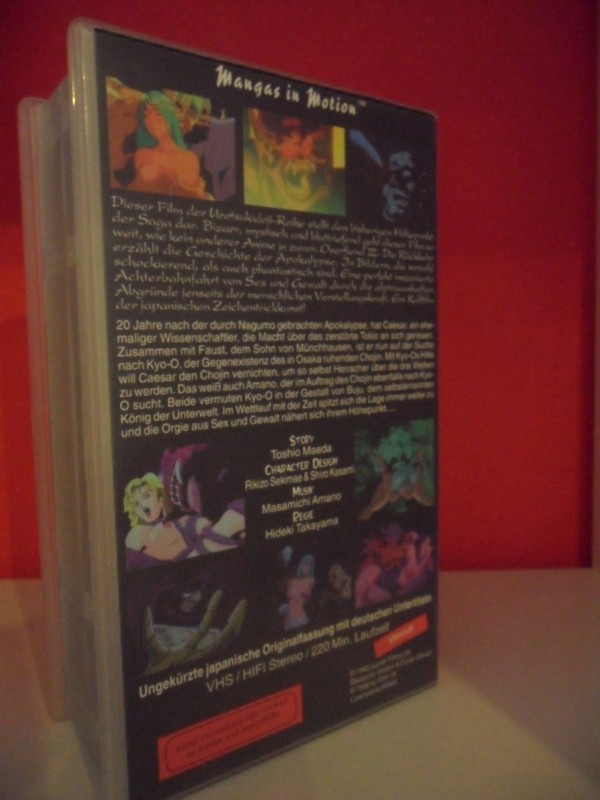 Mangas in Motion™
Dieser Film der Urotsukidoji-Reihe stellt den bisherigen Höhepunkt
der Saga dar. Bizarr, mystisch und bluttriefend geht dieser Film so
weit, wie kein anderer Anime je zuvor. Overfiend III - Die Rückkehr
erzählt die Geschichte der Apokalypse. In Bildern, die sowohl
schockierend, als auch phantastisch sind. Eine perfekt inszenierte
Achterbahnfahrt von Sex und Gewalt durch die alptraumhaften
Abgründe jenseits der menschlichen Vorstellungskraft. Ein Kultfilm
der japanischen Zeichentrickkunst!
20 Jahre nach der durch Nagumo gebrachten Apokalypse, hat Caesar, ein ehe-
maliger Wissenschaftler, die Macht über das zerstörte Tokio an sich gerissen.
Zusammen mit Faust, dem Sohn von Münchhausen, ist er nun auf der Suche
nach Kyo-O, der Gegenexistenz des in Osaka ruhenden Chojin. Mit Kyo-Os Hilfe
will Caesar den Chojin vernichten, um so selbst Herrscher über die drei Welten
zu werden. Das weiß auch Amano, der im Auftrag des Chojin ebenfalls nach Kyo-
O sucht. Beide vermuten Kyo-O in der Gestalt von Buju, dem selbsternannten
König der Unterwelt. Im Wettlauf mit der Zeit spitzt sich die Lage immer weiter zu
und die Orgie aus Sex und Gewalt nähert sich ihrem Höhepunkt.....
Story
Toshio Maeda
Character Design
Rikizo Sekimae & Shiro Kasami
Musik
Masamichi Amano
Regie
Hideki Takayama
Ungekürzte japanische Originalfassung mit deutschen Untertiteln
VHS / HIFI Stereo / 220 Min. Laufzeit